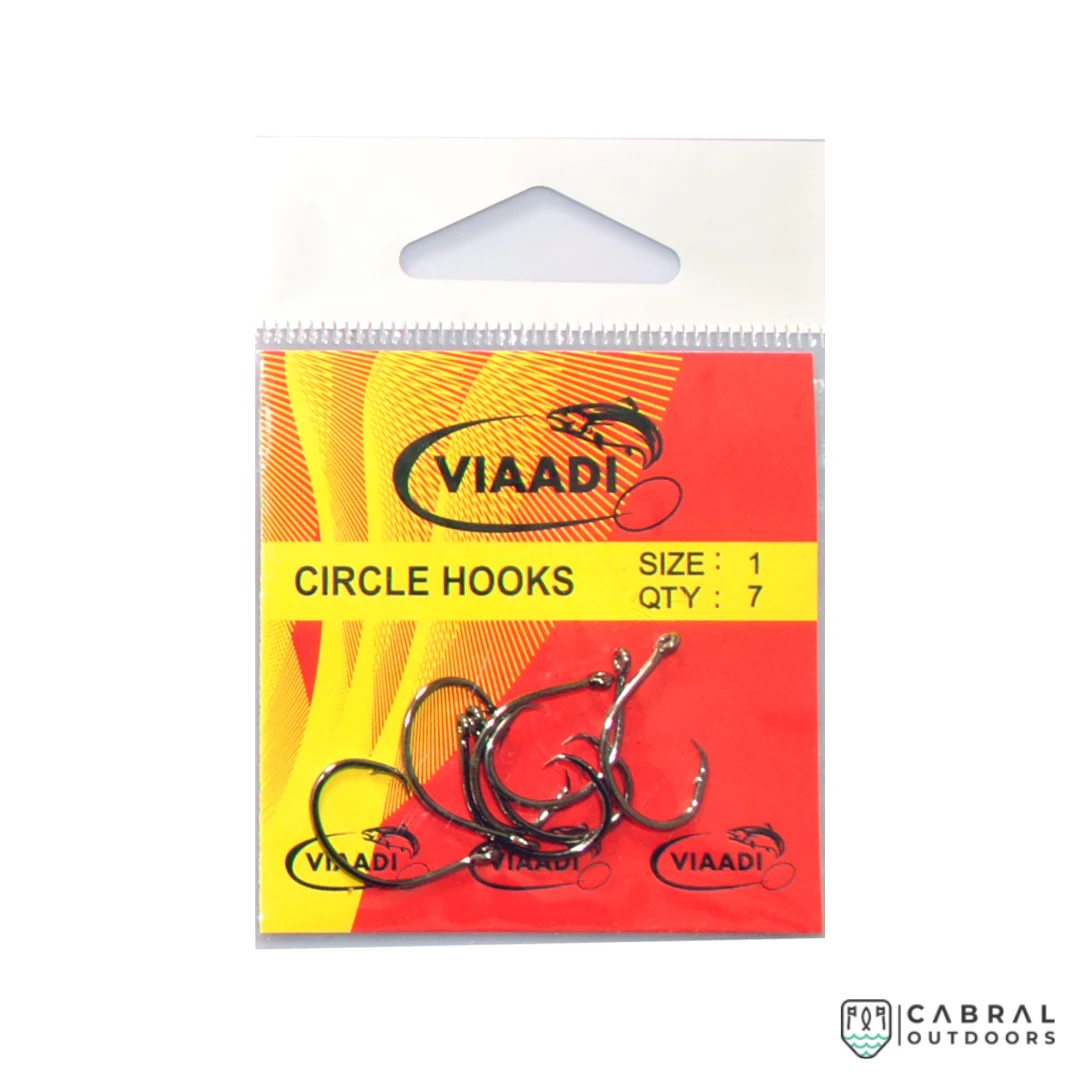 VIAADI
CIRCLE HOOKS
SIZE : 1
QTY : 7
VIAADI VIAADI VIAADI
CABRAL
OUTDOORS